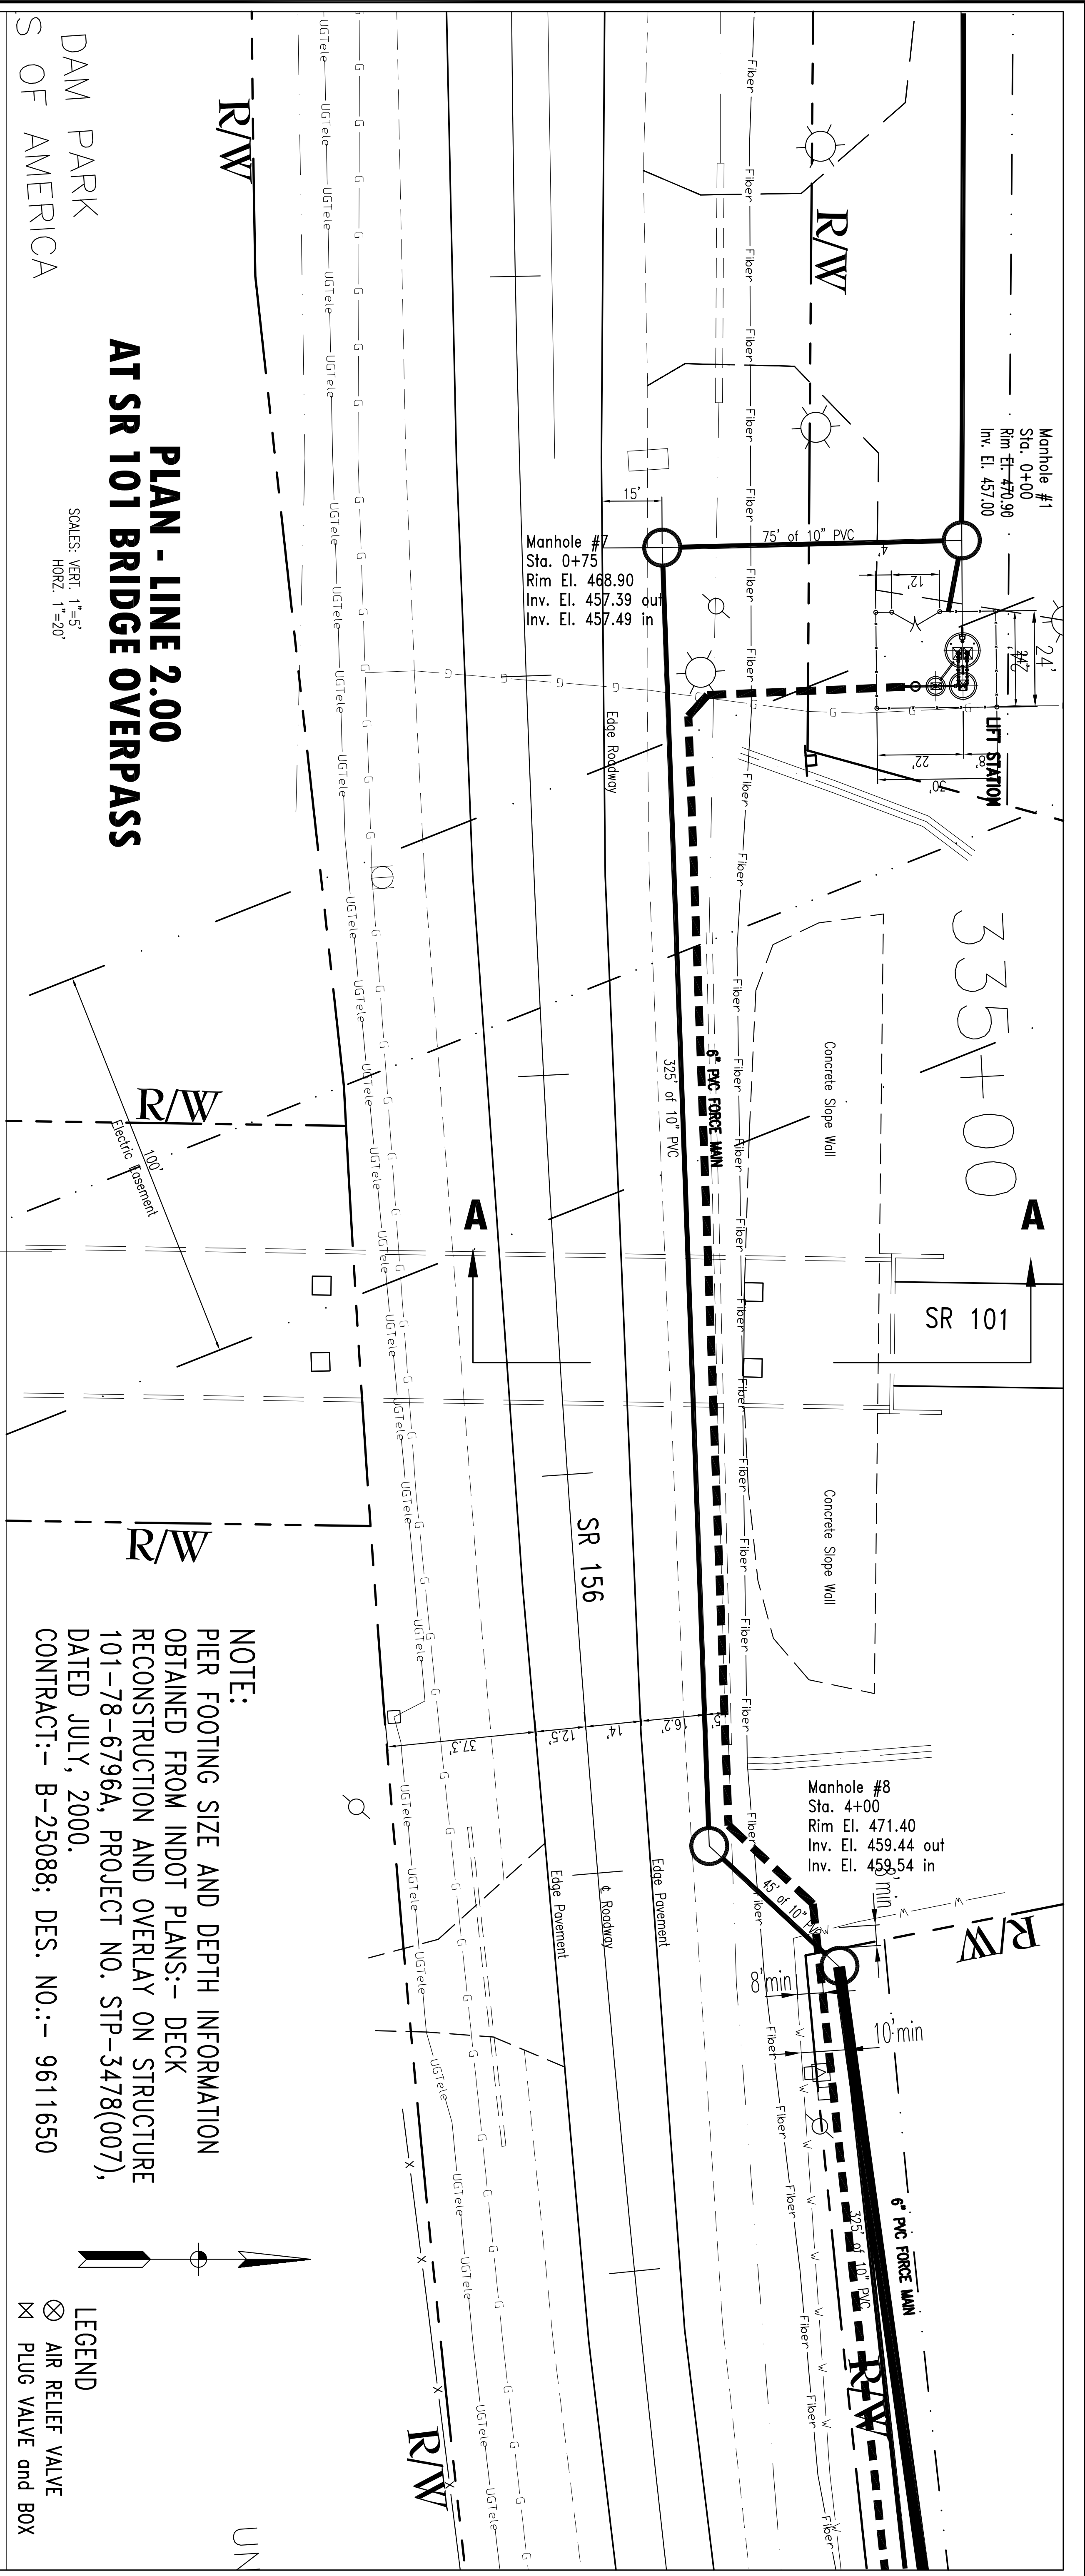 Manhole #1
Sta. 0+00
Rim El. 470.90
Inv. El. 457.00
24'
24'
12'
4'
22'
8'
30'
LIFT STATION
335+00
R/W
75' of 10" PVC
15'
Manhole #7
Sta. 0+75
Rim El. 468.90
Inv. El. 457.39 out
Inv. El. 457.49 in
Fiber
Edge Roadway
6" PVC FORCE MAIN
325' of 10" PVC
Concrete Slope Wall
Concrete Slope Wall
A
A
SR 101
SR 156
Manhole #8
Sta. 4+00
Rim El. 471.40
Inv. El. 459.44 out
Inv. El. 459.54 in
45' of 10" PVC
8' min
8'min
10'min
R/W
W
6" PVC FORCE MAIN
325' of 10" PVC
R/W
37.3'
12.5'
14'
16.2'
5'
Edge Pavement
℄ Roadway
Edge Pavement
UGTele
G
X
R/W
R/W
R/W
R/W
100'
Electric Easement
DAM PARK
S OF AMERICA
UN
PLAN - LINE 2.00
AT SR 101 BRIDGE OVERPASS
SCALES: VERT. 1"=5'
HORZ. 1"=20'
NOTE:
PIER FOOTING SIZE AND DEPTH INFORMATION
OBTAINED FROM INDOT PLANS:- DECK
RECONSTRUCTION AND OVERLAY ON STRUCTURE
101-78-6796A, PROJECT NO. STP-3478(007),
DATED JULY, 2000.
CONTRACT:- B-25088; DES. NO.:- 9611650
LEGEND
AIR RELIEF VALVE
PLUG VALVE and BOX